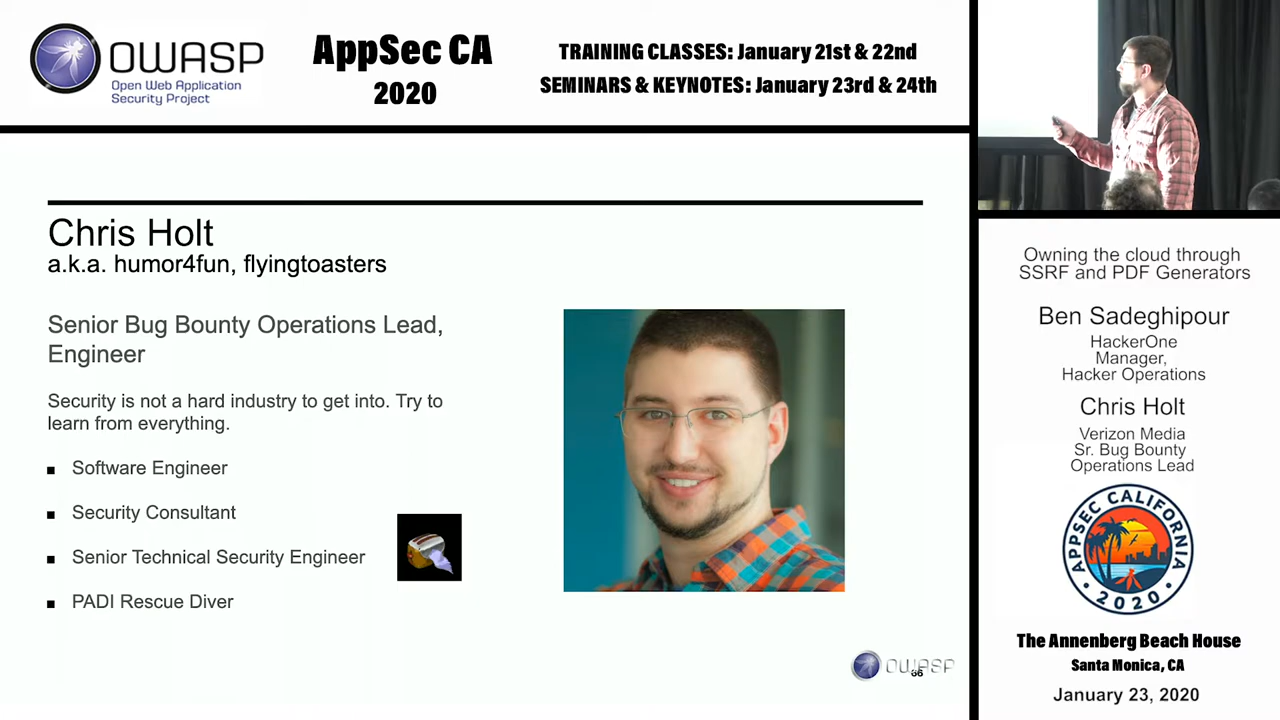 OWASP
Open Web Application
Security Project
AppSec CA
2020
TRAINING CLASSES: January 21st & 22nd
SEMINARS & KEYNOTES: January 23rd & 24th
Chris Holt
a.k.a. humor4fun, flyingtoasters
Senior Bug Bounty Operations Lead,
Engineer
Security is not a hard industry to get into. Try to
learn from everything.
Software Engineer
Security Consultant
Senior Technical Security Engineer
PADI Rescue Diver
OWASP
66
Owning the cloud through
SSRF and PDF Generators
Ben Sadeghipour
HackerOne
Manager,
Hacker Operations
Chris Holt
Verizon Media
Sr. Bug Bounty
Operations Lead
APPSEC CALIFORNIA
2020
The Annenberg Beach House
Santa Monica, CA
January 23, 2020